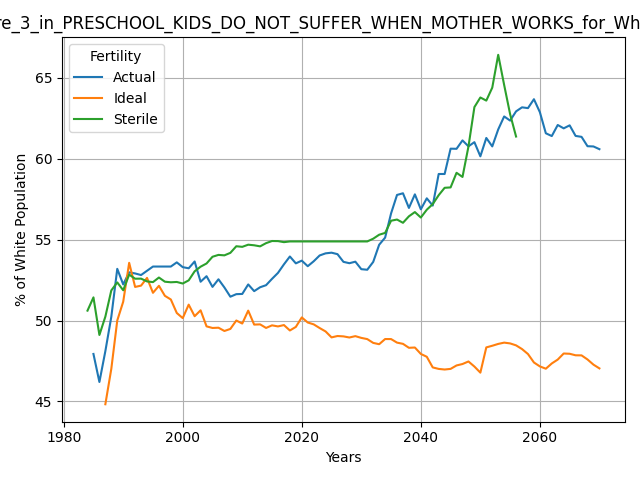 re_3_in_PRESCHOOL_KIDS_DO_NOT_SUFFER_WHEN_MOTHER_WORKS_for_Wh
Fertility
Actual
Ideal
Sterile
% of White Population
65
60
55
50
45
1980
2000
2020
2040
2060
Years